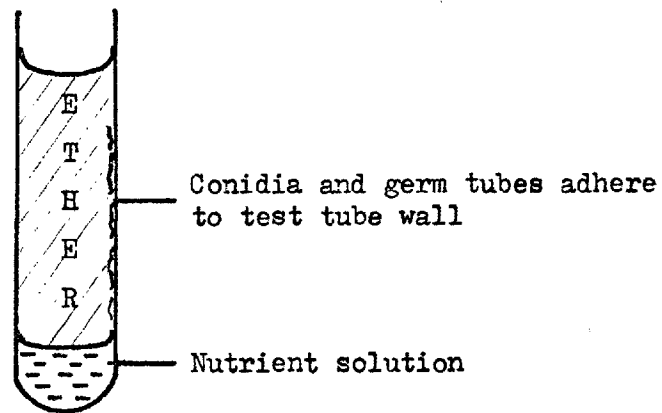 E
T
H
E
R
Conidia and germ tubes adhere
to test tube wall
Nutrient solution